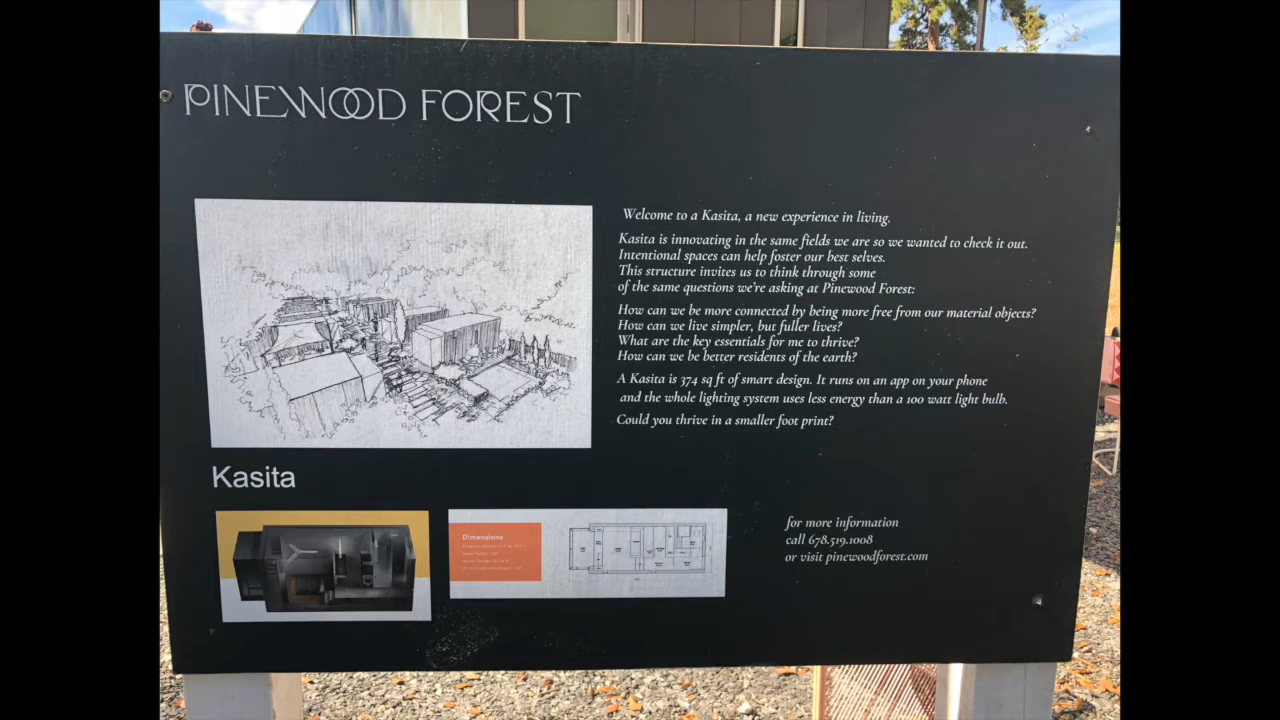 PINEWOOD FOREST
Welcome to a Kasita, a new experience in living.
Kasita is innovating in the same fields we are so we wanted to check it out.
Intentional spaces can help foster our best selves.
This structure invites us to think through some
of the same questions we're asking at Pinewood Forest:
How can we be more connected by being more free from our material objects?
How can we live simpler, but fuller lives?
What are the key essentials for me to thrive?
How can we be better residents of the earth?
A Kasita is 374 sq ft of smart design. It runs on an app on your phone
and the whole lighting system uses less energy than a 100 watt light bulb.
Could you thrive in a smaller foot print?
Kasita
Dimensions
for more information
call 678.519.1008
or visit pinewoodforest.com